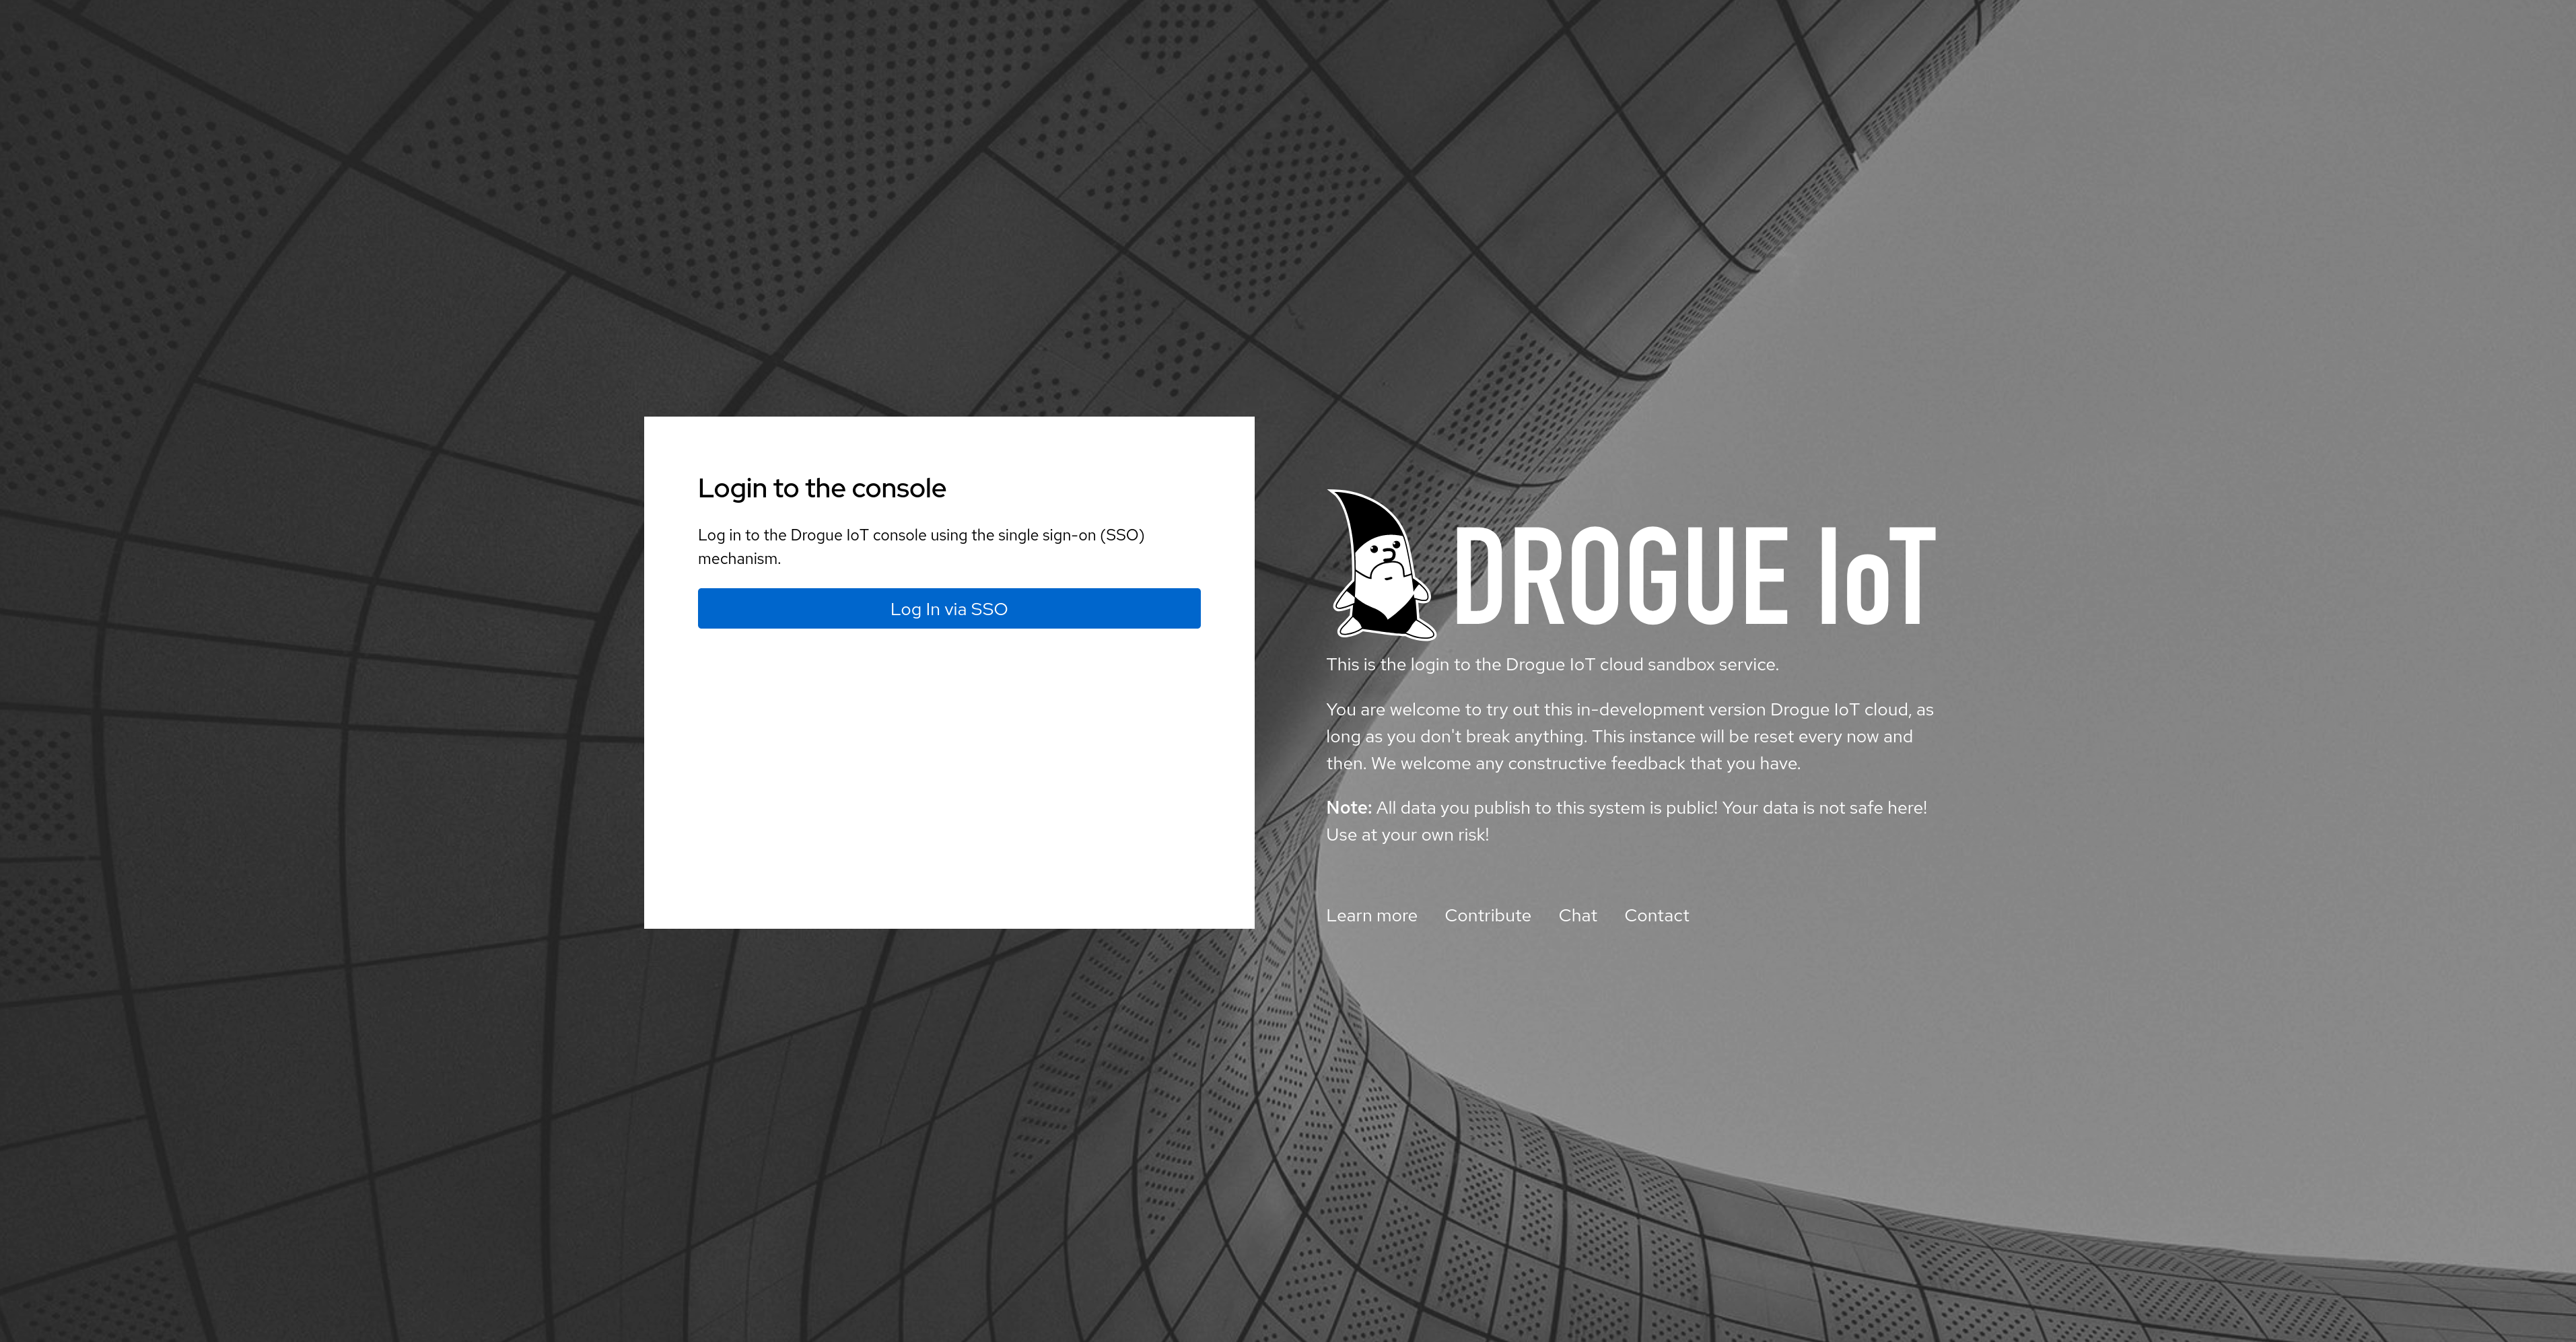 Login to the console
Log in to the Drogue IoT console using the single sign-on (SSO)
mechanism.
Log In via SSO
DROGUE IoT
This is the login to the Drogue IoT cloud sandbox service.
You are welcome to try out this in-development version Drogue IoT cloud, as
long as you don't break anything. This instance will be reset every now and
then. We welcome any constructive feedback that you have.
Note: All data you publish to this system is public! Your data is not safe here!
Use at your own risk!
Learn more Contribute Chat Contact